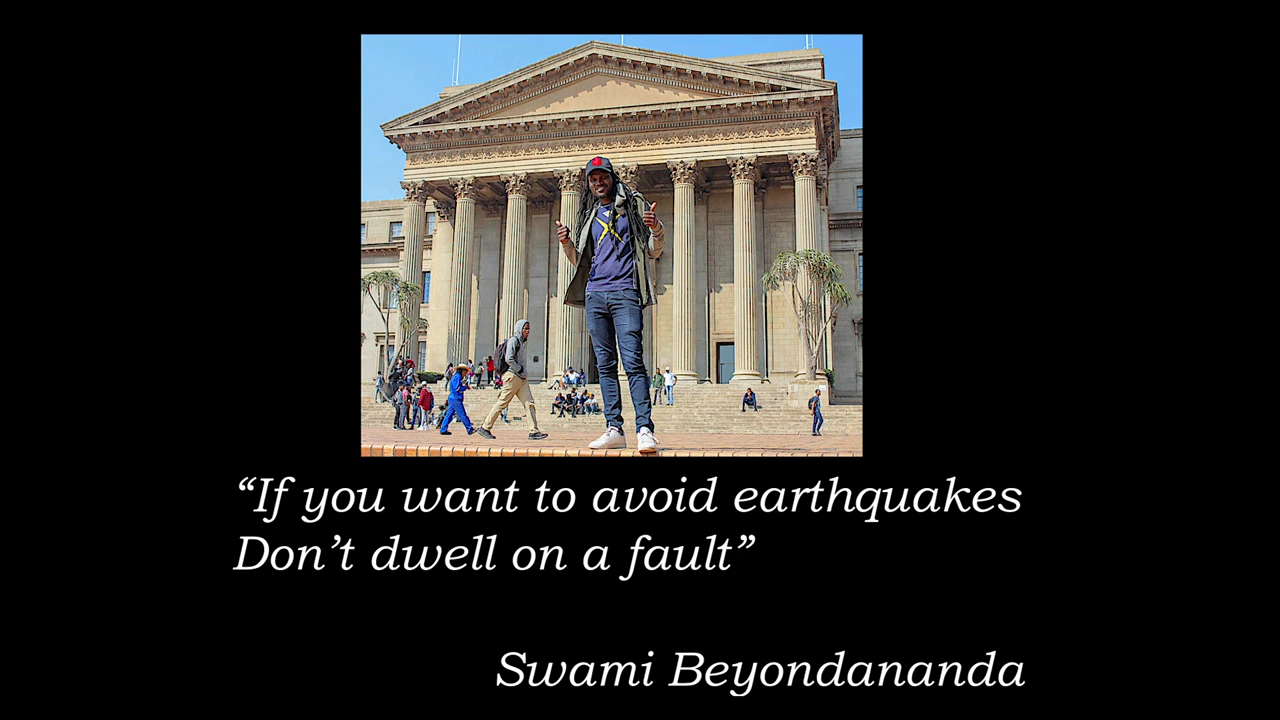 “If you want to avoid earthquakes
Don’t dwell on a fault”
Swami Beyondananda